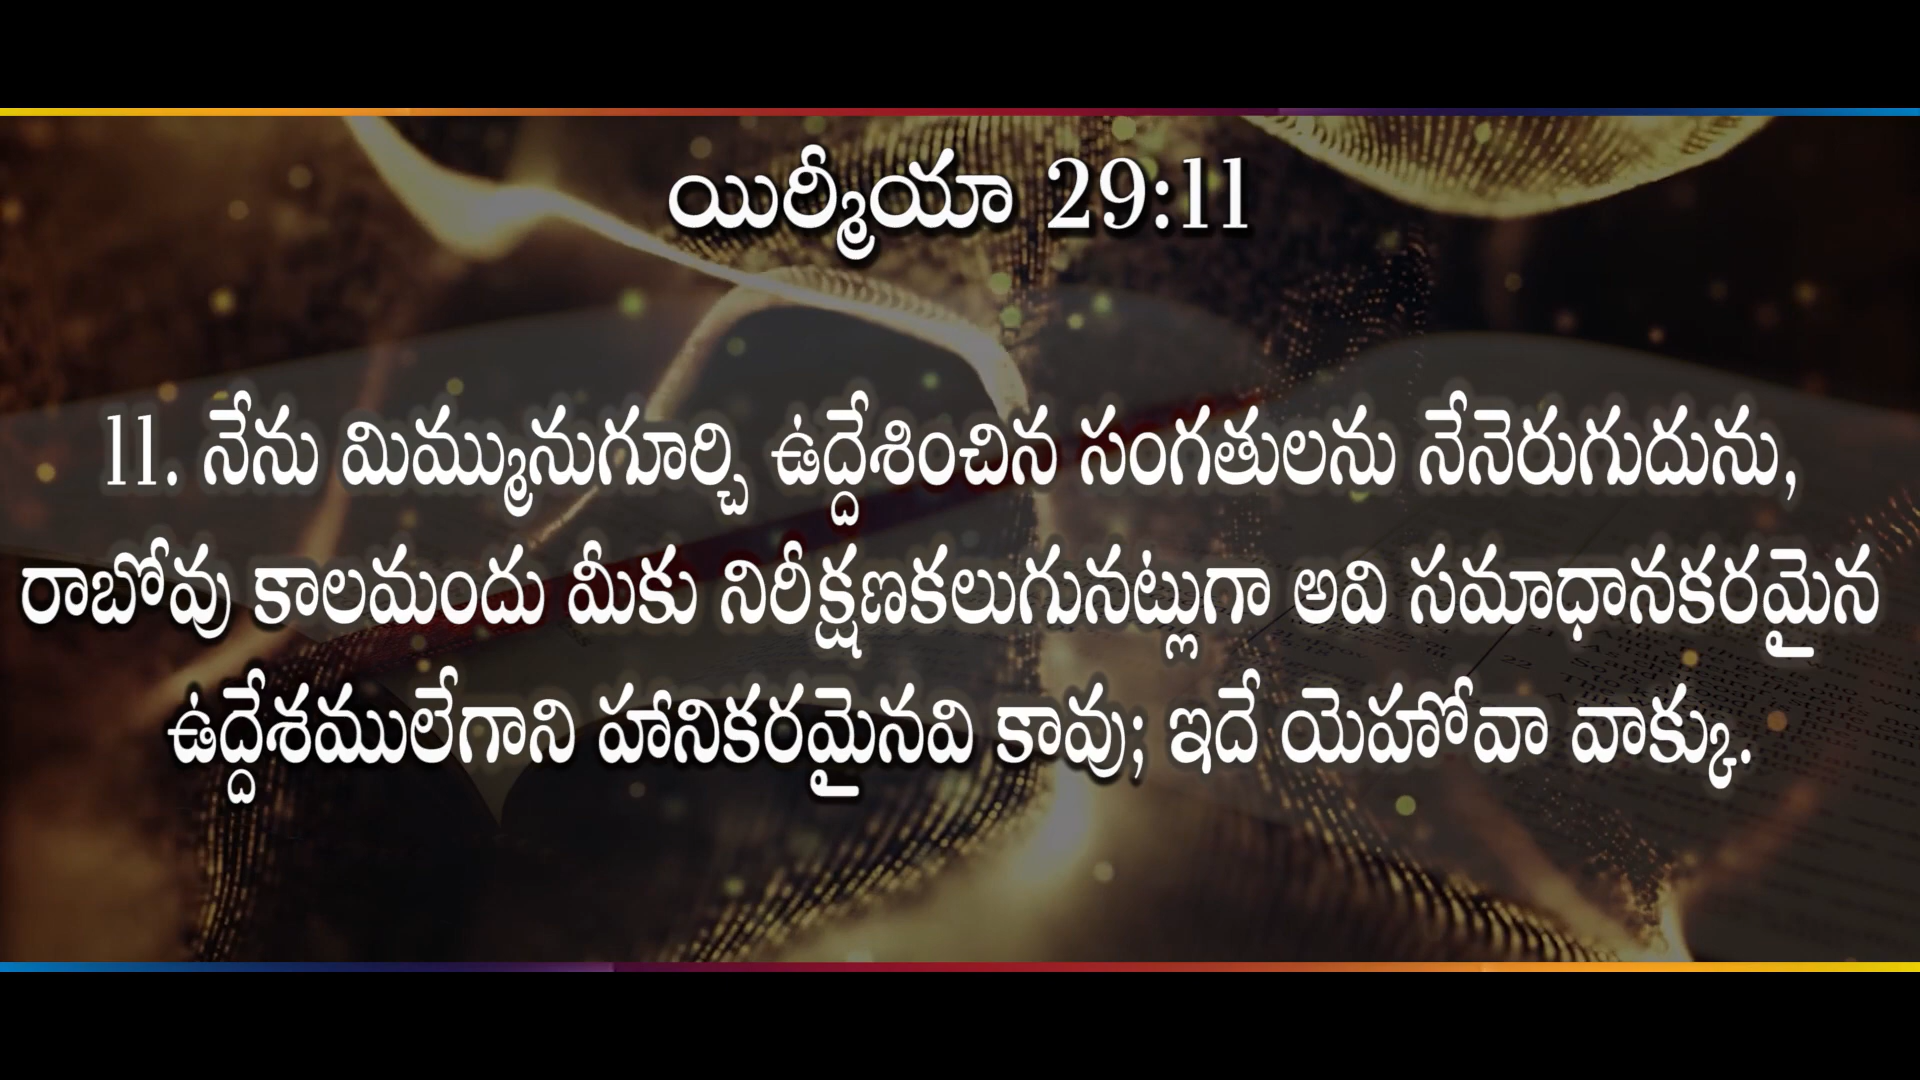 యిర్మీయా 29:11
11. నేను మిమ్మునుగూర్చి ఉద్దేశించిన సంగతులను నేనెరుగుదును,
రాబోవు కాలమందు మీకు నిరీక్షణకలుగునట్లుగా అవి సమాధానకరమైన
ఉద్దేశములేగాని హానికరమైనవి కావు; ఇదే యెహోవా వాక్కు.